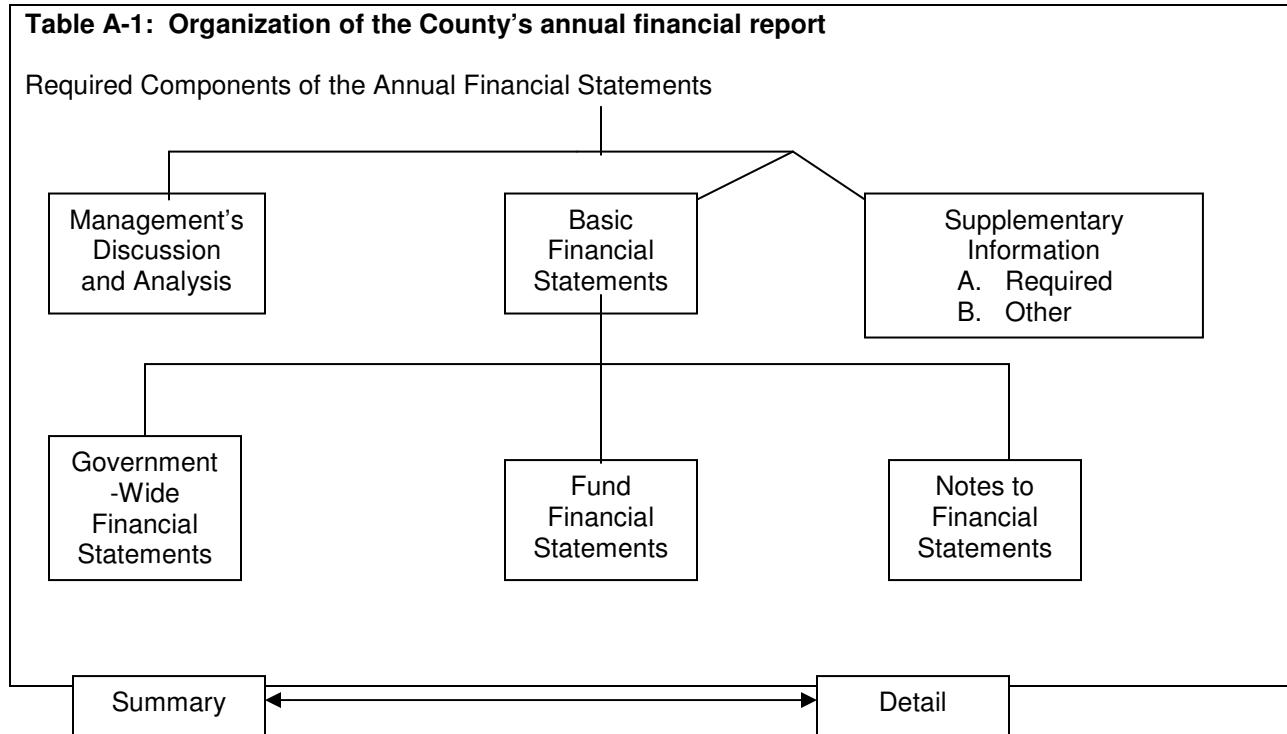 Table A-1: Organization of the County’s annual financial report
Required Components of the Annual Financial Statements
Management’s
Discussion
and Analysis
Basic
Financial
Statements
Supplementary
Information
A. Required
B. Other
Government
-Wide
Financial
Statements
Fund
Financial
Statements
Notes to
Financial
Statements
Summary
Detail